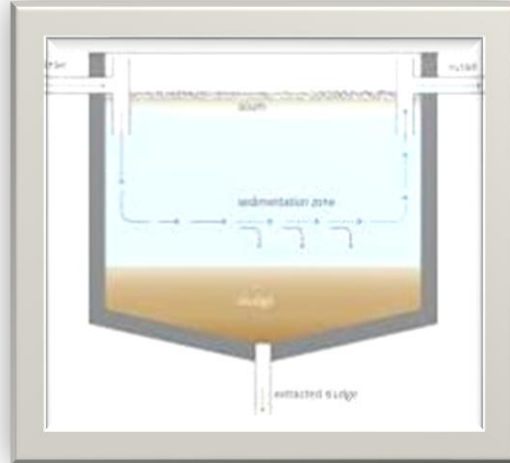 inlet
outlet
scum
sedimentation zone
sludge
extracted sludge